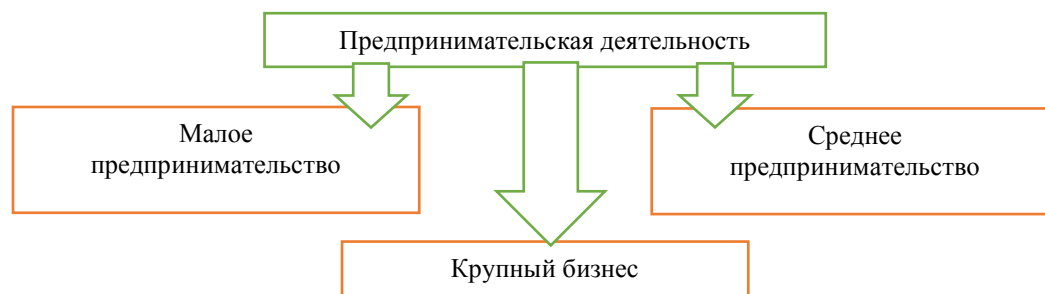 Предпринимательская деятельность
Малое
предпринимательство
Среднее
предпринимательство
Крупный бизнес